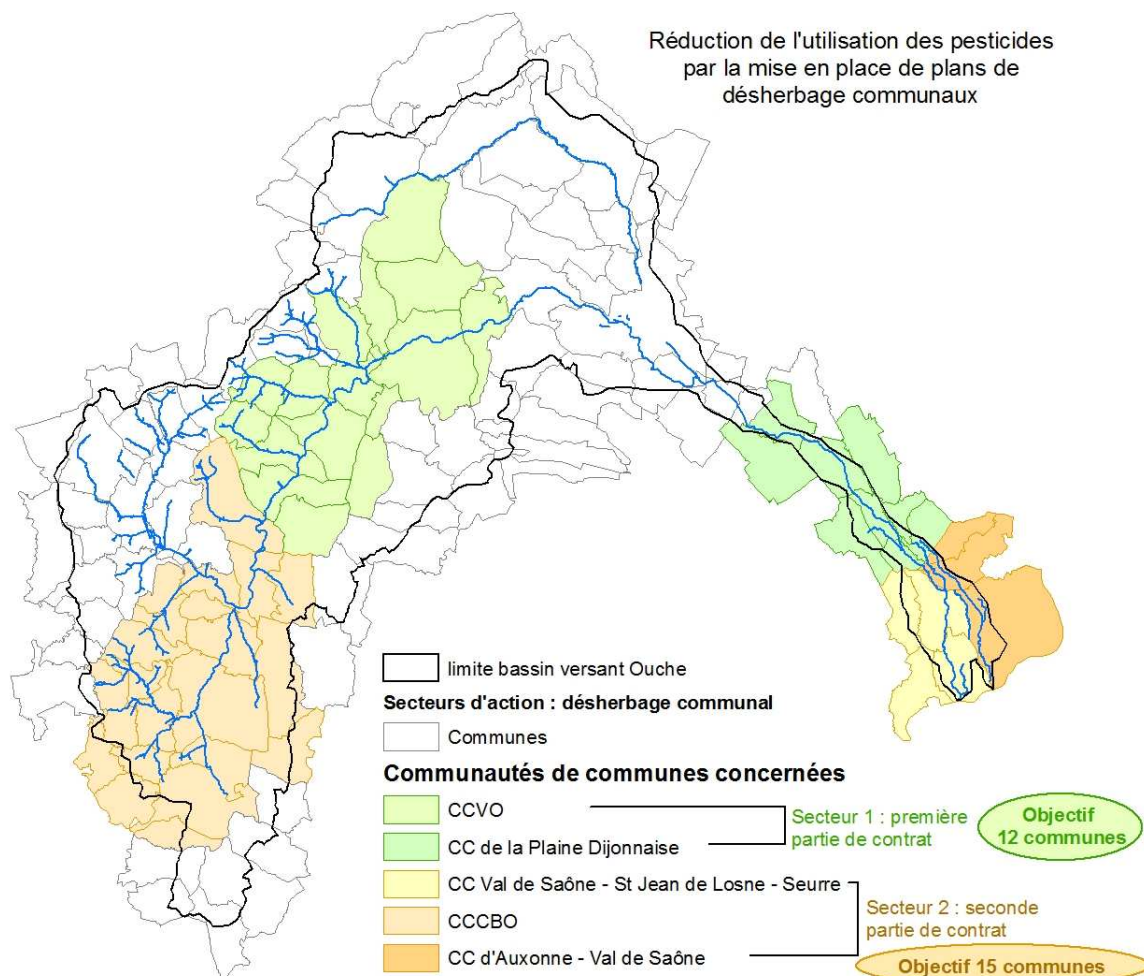 Réduction de l'utilisation des pesticides
par la mise en place de plans de
désherbage communaux
limite bassin versant Ouche
Secteurs d'action : désherbage communal
Communes
Communautés de communes concernées
CCVO
CC de la Plaine Dijonnaise
Secteur 1 : première
partie de contrat
Objectif
12 communes
CC Val de Saône - St Jean de Losne - Seurre
CCCBO
CC d'Auxonne - Val de Saône
Secteur 2 : seconde
partie de contrat
Objectif 15 communes